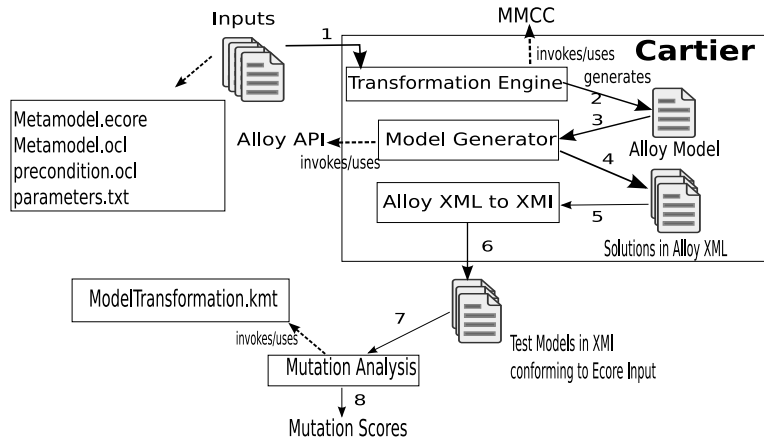 Inputs
1
MMCC
invokes/uses
Cartier
generates
Transformation Engine
2
Metamodel.ecore
Metamodel.ocl
precondition.ocl
parameters.txt
Alloy API
invokes/uses
Model Generator
3
Alloy Model
4
Alloy XML to XMI
5
Solutions in Alloy XML
6
ModelTransformation.kmt
invokes/uses
7
Test Models in XMI
conforming to Ecore Input
Mutation Analysis
8
Mutation Scores